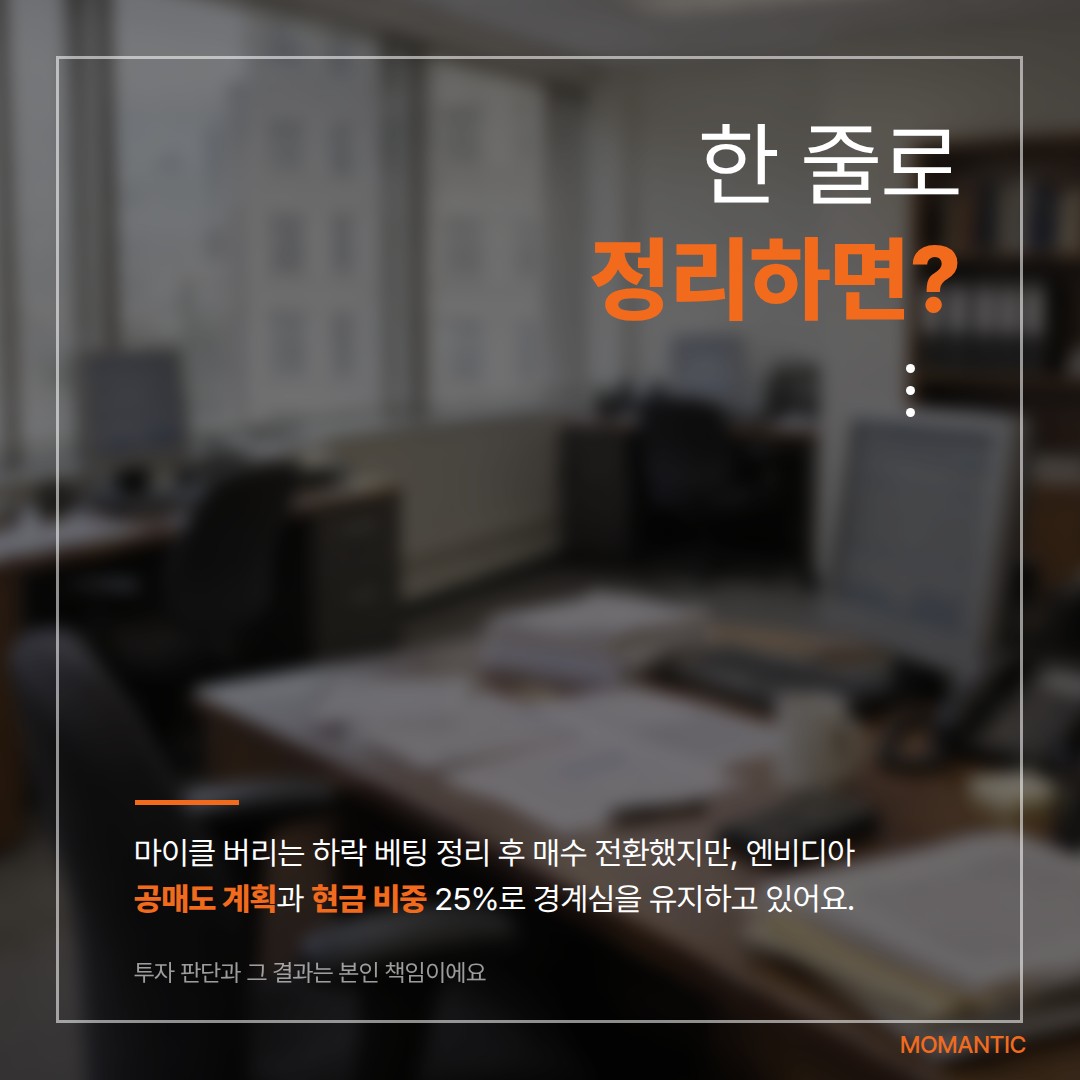 한 줄로
정리하면?
마이클 버리는 하락 베팅 정리 후 매수 전환했지만, 엔비디아
공매도 계획과 현금 비중 25%로 경계심을 유지하고 있어요.
투자 판단과 그 결과는 본인 책임이에요
MOMANTIC